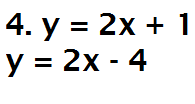 4. y = 2x + 1
y = 2x - 4